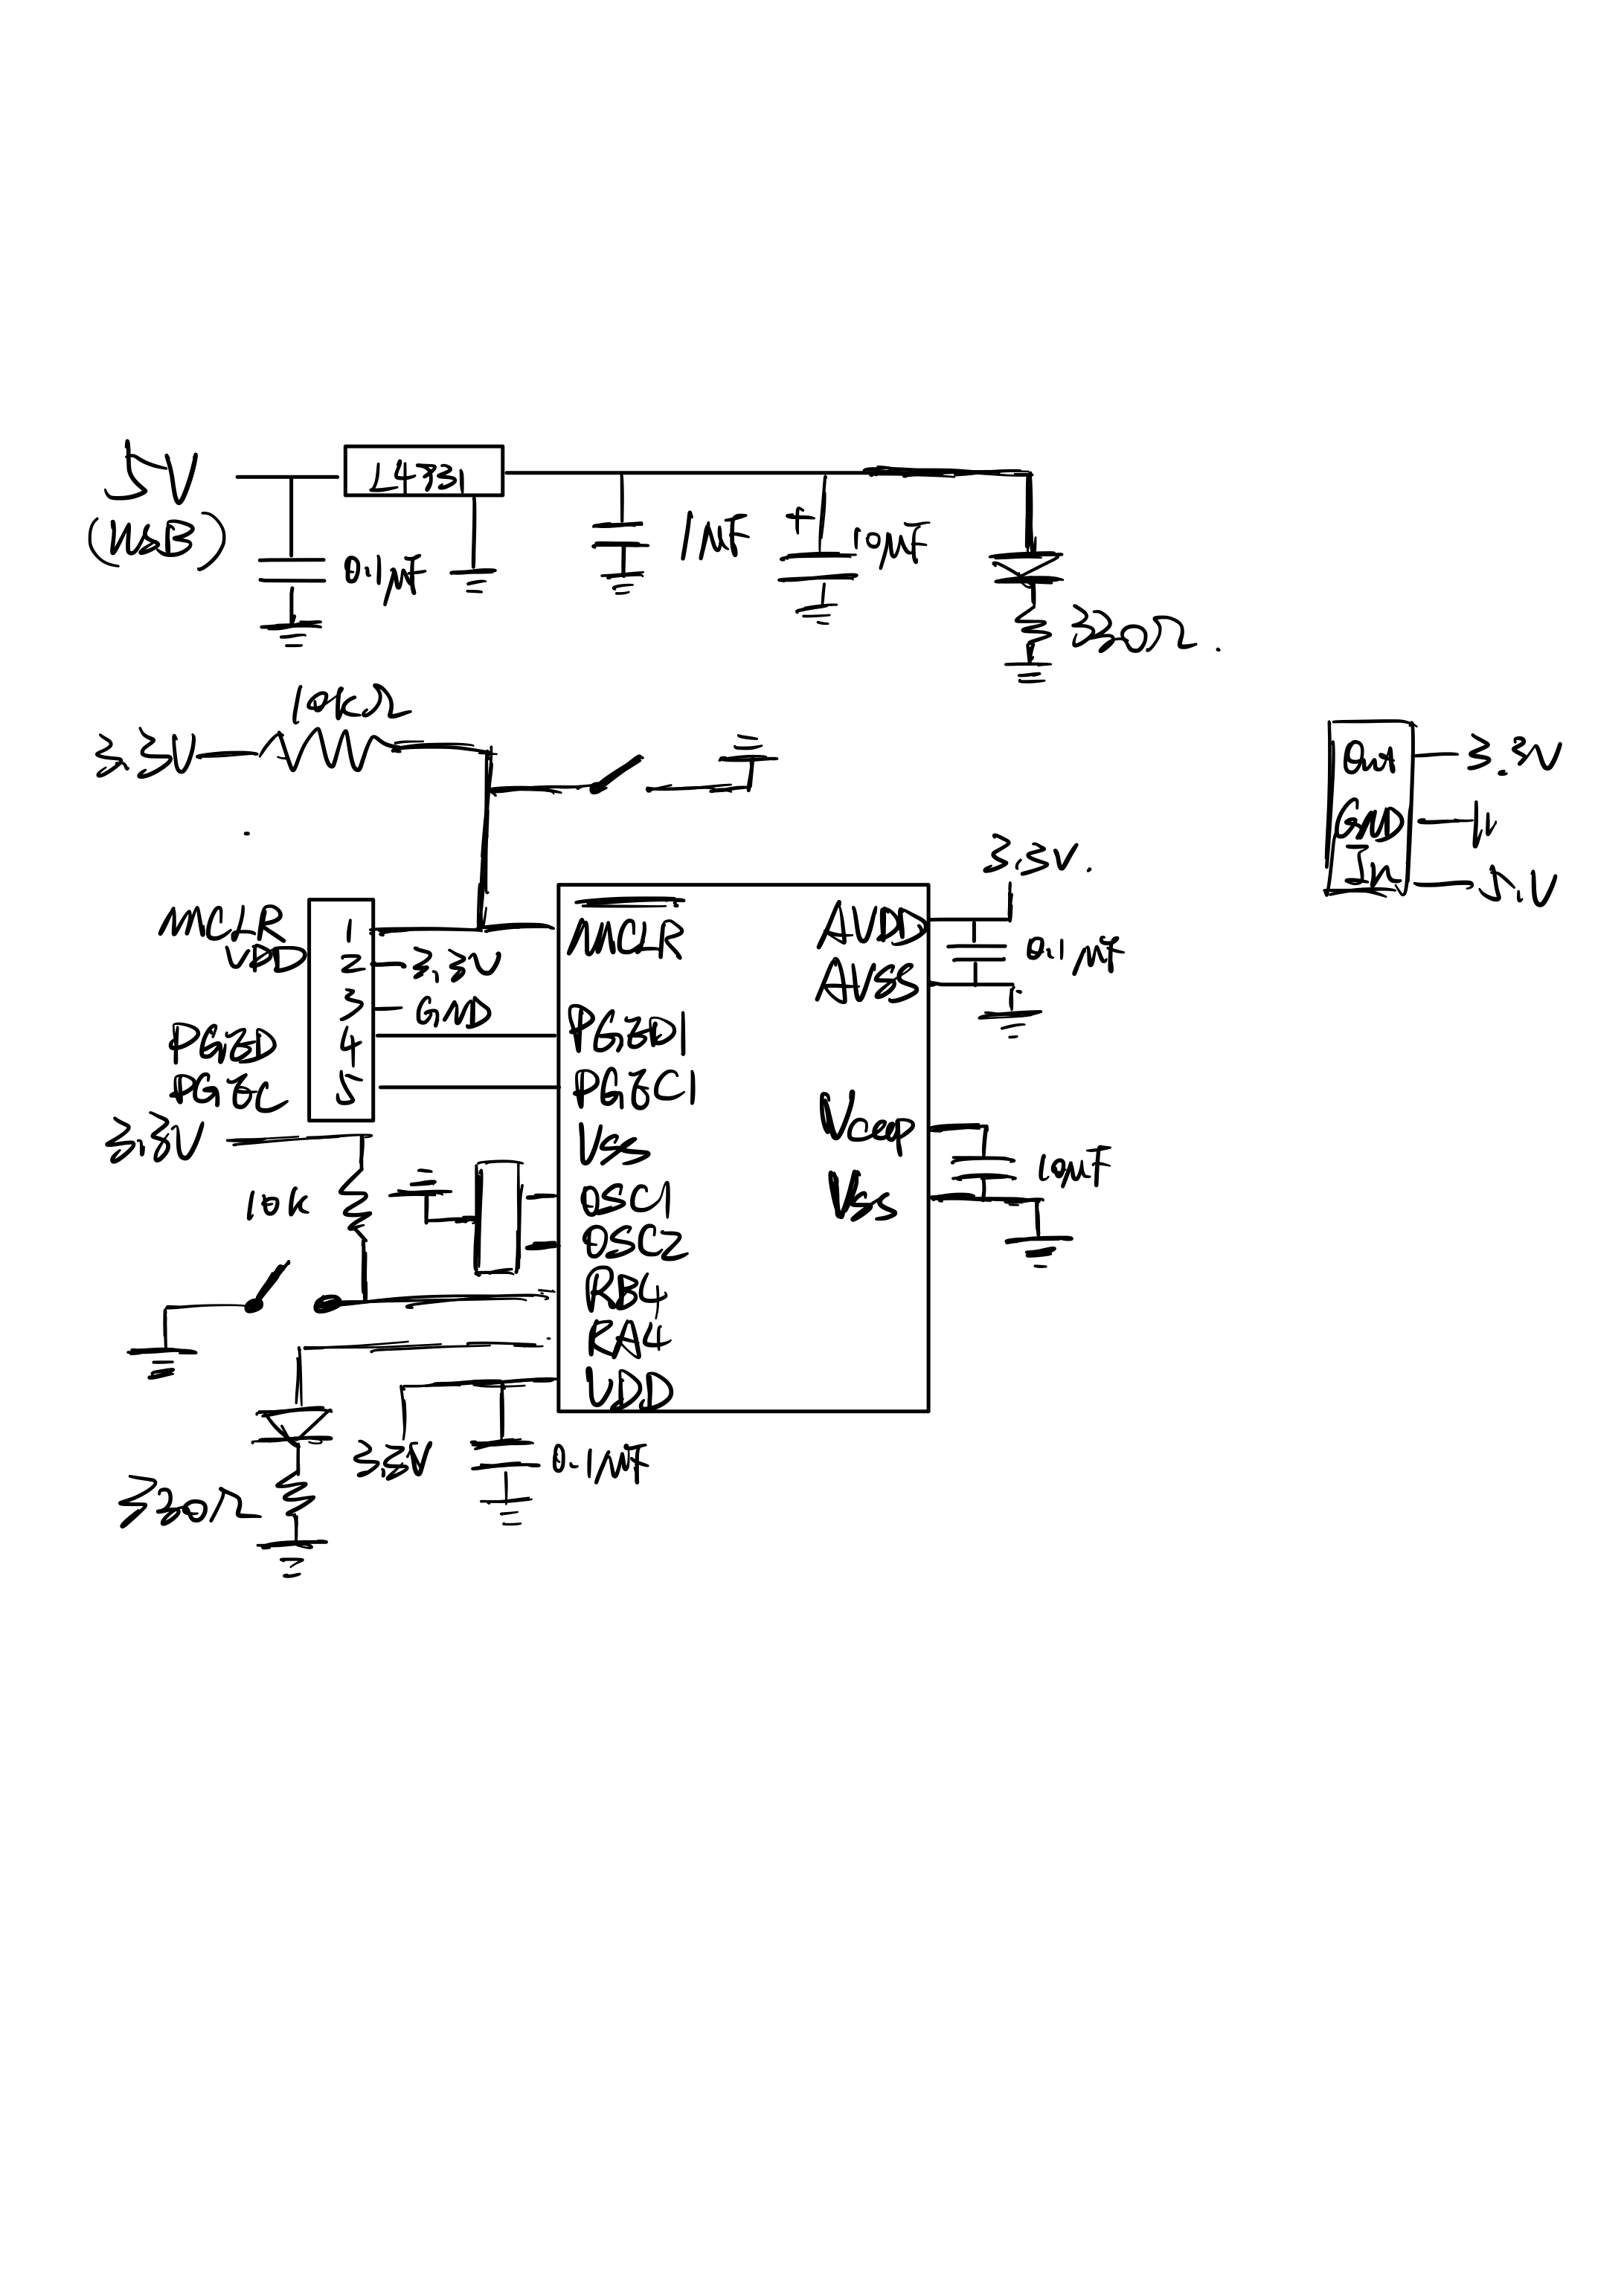 5V
(USB)
L4931
0.1μF
1μF
+
10μF
330Ω.
10kΩ
3.3V
Out
3.3V
GND
In
5.V
3.3V.
MCLR
1
MCLR
AVDD
VDD
2
3.3V
0.1μF
3
GND
AVSS
PGED
4
PGED1
PGEC
5
PGEC1
3.3V
VSS
Vcap
10μF
10k
OSC1
Vss
OSC2
RB4
RA4
VDD
3.3V
0.1μF
330Ω